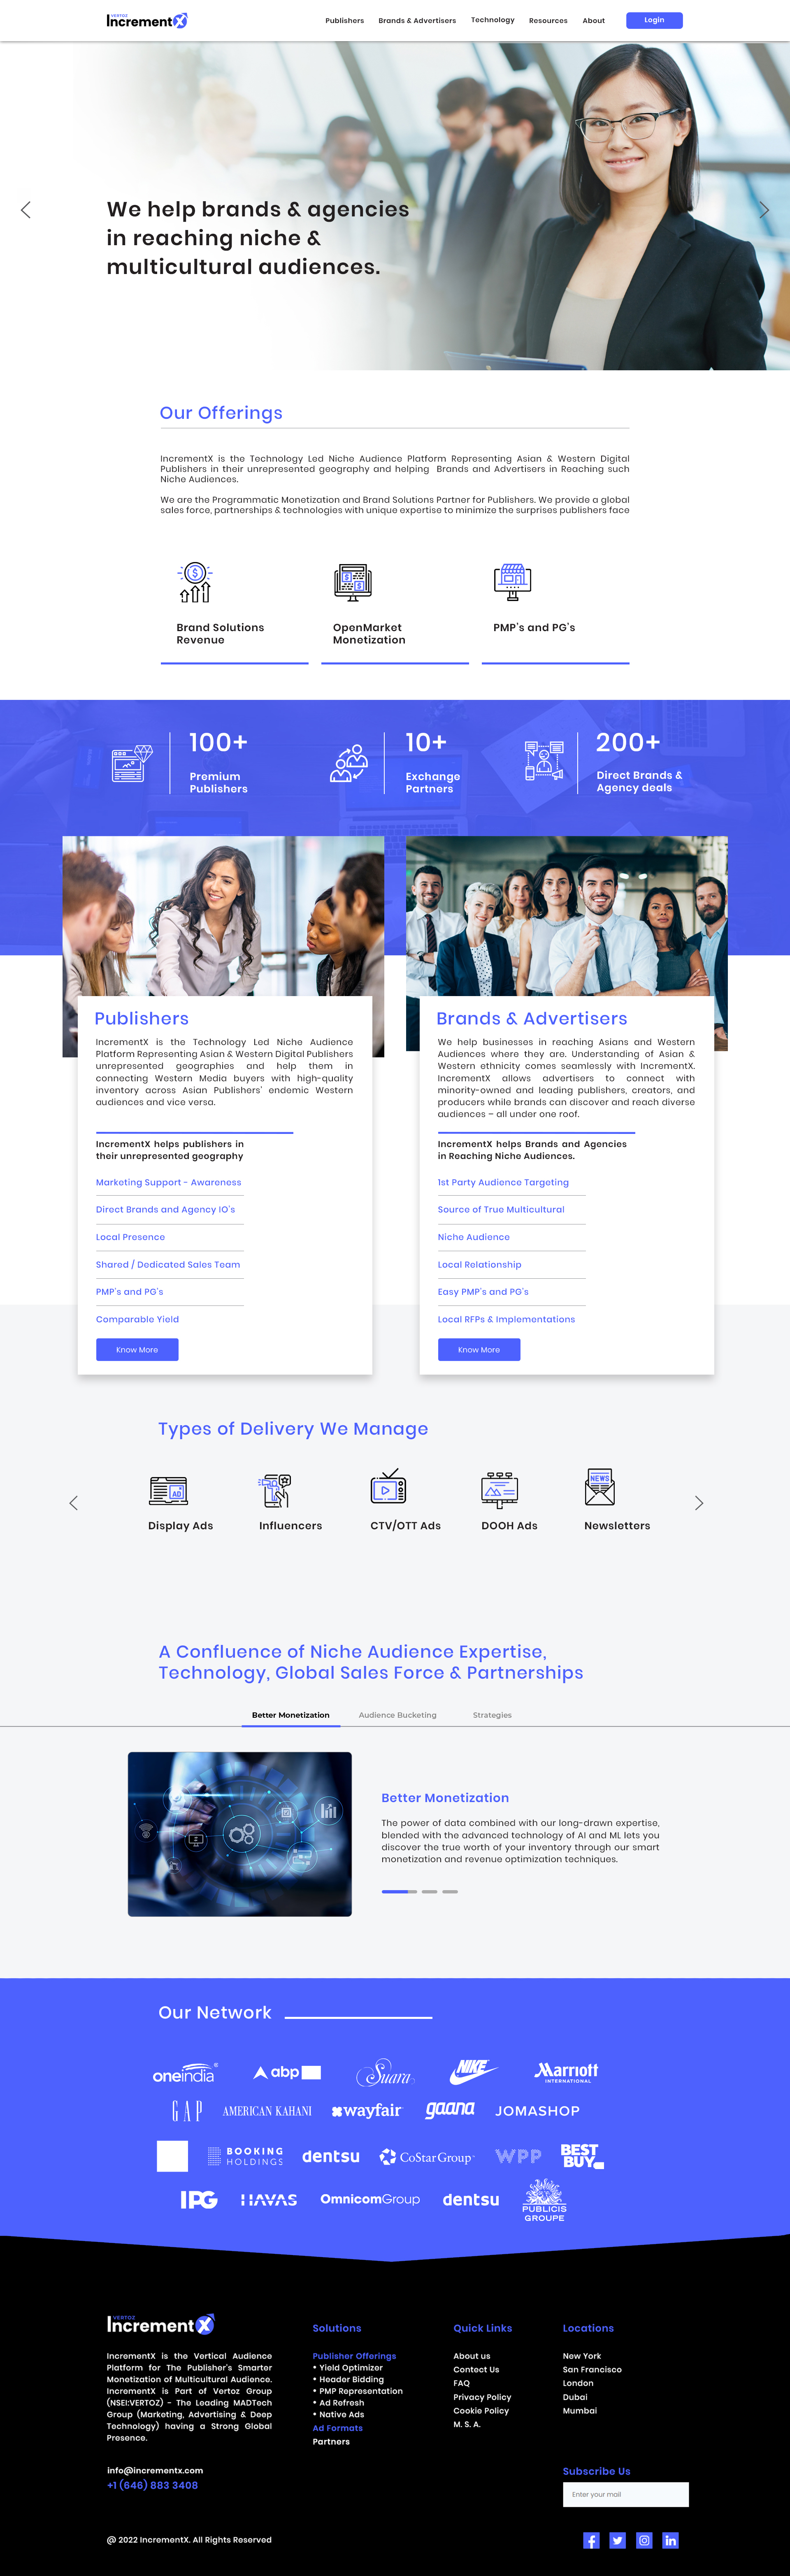 VERTOZ
IncrementX
Publishers
Brands & Advertisers
Technology
Resources
About
Login
We help brands & agencies
in reaching niche &
multicultural audiences.
Our Offerings
IncrementX is the Technology Led Niche Audience Platform Representing Asian & Western Digital
Publishers in their unrepresented geography and helping Brands and Advertisers in Reaching such
Niche Audiences.
We are the Programmatic Monetization and Brand Solutions Partner for Publishers. We provide a global
sales force, partnerships & technologies with unique expertise to minimize the surprises publishers face
Brand Solutions
Revenue
OpenMarket
Monetization
PMP's and PG's
100+
Premium
Publishers
10+
Exchange
Partners
200+
Direct Brands &
Agency deals
Publishers
IncrementX is the Technology Led Niche Audience
Platform Representing Asian & Western Digital Publishers
unrepresented geographies and help them in
connecting Western Media buyers with high-quality
inventory across Asian Publishers' endemic Western
audiences and vice versa.
IncrementX helps publishers in
their unrepresented geography
Marketing Support - Awareness
Direct Brands and Agency IO's
Local Presence
Shared / Dedicated Sales Team
PMP's and PG's
Comparable Yield
Know More
Brands & Advertisers
We help businesses in reaching Asians and Western
Audiences where they are. Understanding of Asian &
Western ethnicity comes seamlessly with IncrementX.
IncrementX allows advertisers to connect with
minority-owned and leading publishers, creators, and
producers while brands can discover and reach diverse
audiences – all under one roof.
IncrementX helps Brands and Agencies
in Reaching Niche Audiences.
1st Party Audience Targeting
Source of True Multicultural
Niche Audience
Local Relationship
Easy PMP's and PG's
Local RFPs & Implementations
Know More
Types of Delivery We Manage
AD
NEWS
Display Ads
Influencers
CTV/OTT Ads
DOOH Ads
Newsletters
A Confluence of Niche Audience Expertise,
Technology, Global Sales Force & Partnerships
Better Monetization
Audience Bucketing
Strategies
Better Monetization
The power of data combined with our long-drawn expertise,
blended with the advanced technology of AI and ML lets you
discover the true worth of your inventory through our smart
monetization and revenue optimization techniques.
Our Network
oneindia
abp
Suara
NIKE
Marriott
INTERNATIONAL
GAP
AMERICAN KAHANI
wayfair
gaana
JOMASHOP
BOOKING
HOLDINGS
dentsu
CoStar Group
WPP
BEST
BUY
IPG
HAVAS
OmnicomGroup
dentsu
PUBLICIS
GROUPE
VERTOZ
IncrementX
IncrementX is the Vertical Audience
Platform for The Publisher's Smarter
Monetization of Multicultural Audience.
IncrementX is Part of Vertoz Group
(NSEI:VERTOZ) - The Leading MADTech
Group (Marketing, Advertising & Deep
Technology) having a Strong Global
Presence.
info@incrementx.com
+1 (646) 883 3408
@ 2022 IncrementX. All Rights Reserved
Solutions
Publisher Offerings
• Yield Optimizer
• Header Bidding
• PMP Representation
• Ad Refresh
• Native Ads
Ad Formats
Partners
Quick Links
About us
Contect Us
FAQ
Privacy Policy
Cookie Policy
M. S. A.
Locations
New York
San Francisco
London
Dubai
Mumbai
Subscribe Us
Enter your mail